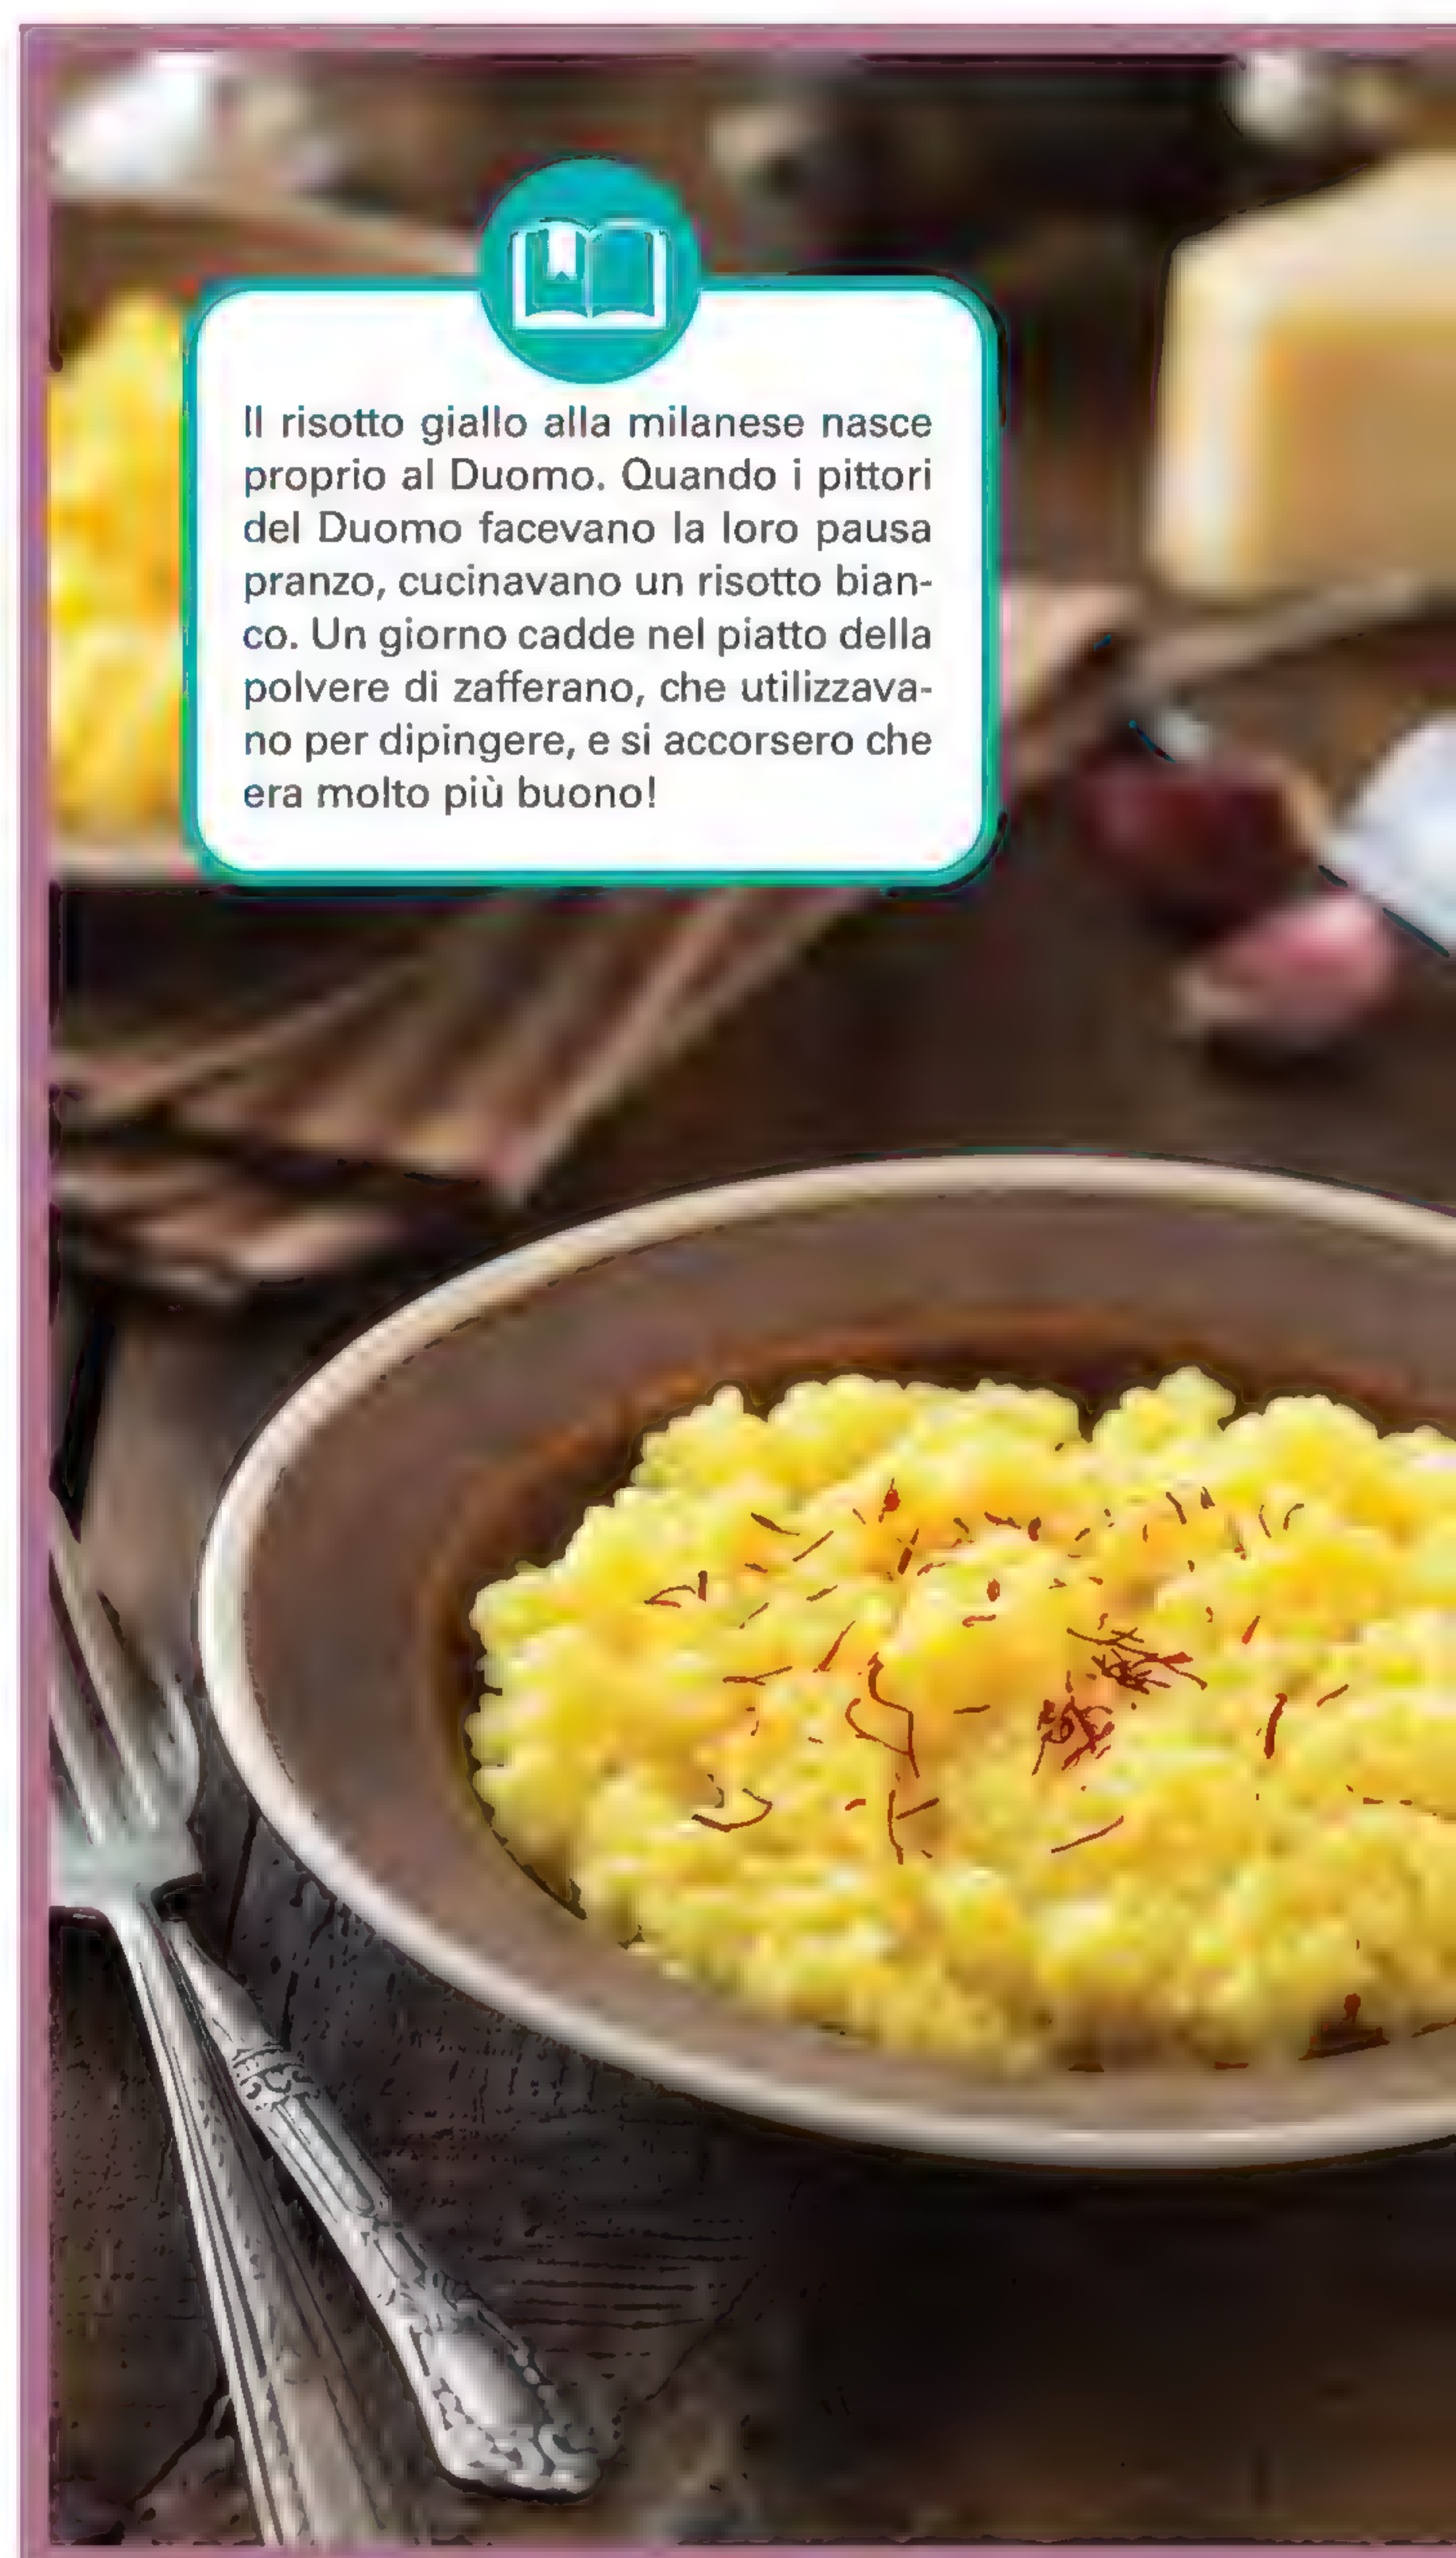 Il risotto giallo alla milanese nasce
proprio al Duomo. Quando i pittori
del Duomo facevano la loro pausa
pranzo, cucinavano un risotto bian-
co. Un giorno cadde nel piatto della
polvere di zafferano, che utilizzava-
no per dipingere, e si accorsero che
era molto più buono!